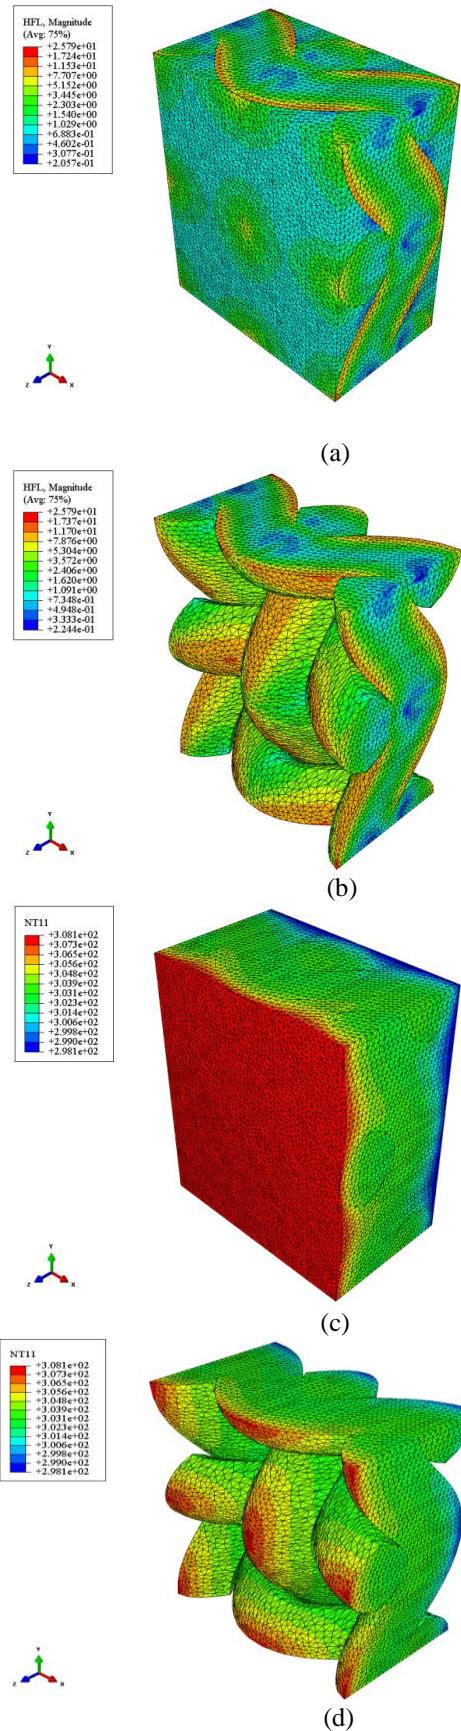 HFL, Magnitude
(Avg: 75%)
+2.579e+01
+1.724e+01
+1.153e+01
+7.707e+00
+5.152e+00
+3.445e+00
+2.303e+00
+1.540e+00
+1.029e+00
+6.883e-01
+4.602e-01
+3.077e-01
+2.057e-01
Y
Z
X
(a)
HFL, Magnitude
(Avg: 75%)
+2.579e+01
+1.737e+01
+1.170e+01
+7.876e+00
+5.304e+00
+3.572e+00
+2.406e+00
+1.620e+00
+1.091e+00
+7.348e-01
+4.948e-01
+3.333e-01
+2.244e-01
Y
Z
X
(b)
NT11
+3.081e+02
+3.073e+02
+3.065e+02
+3.056e+02
+3.048e+02
+3.039e+02
+3.031e+02
+3.023e+02
+3.014e+02
+3.006e+02
+2.998e+02
+2.990e+02
+2.981e+02
Y
Z
X
(c)
NT11
+3.081e+02
+3.073e+02
+3.065e+02
+3.056e+02
+3.048e+02
+3.039e+02
+3.031e+02
+3.023e+02
+3.014e+02
+3.006e+02
+2.998e+02
+2.990e+02
+2.981e+02
Y
Z
X
(d)